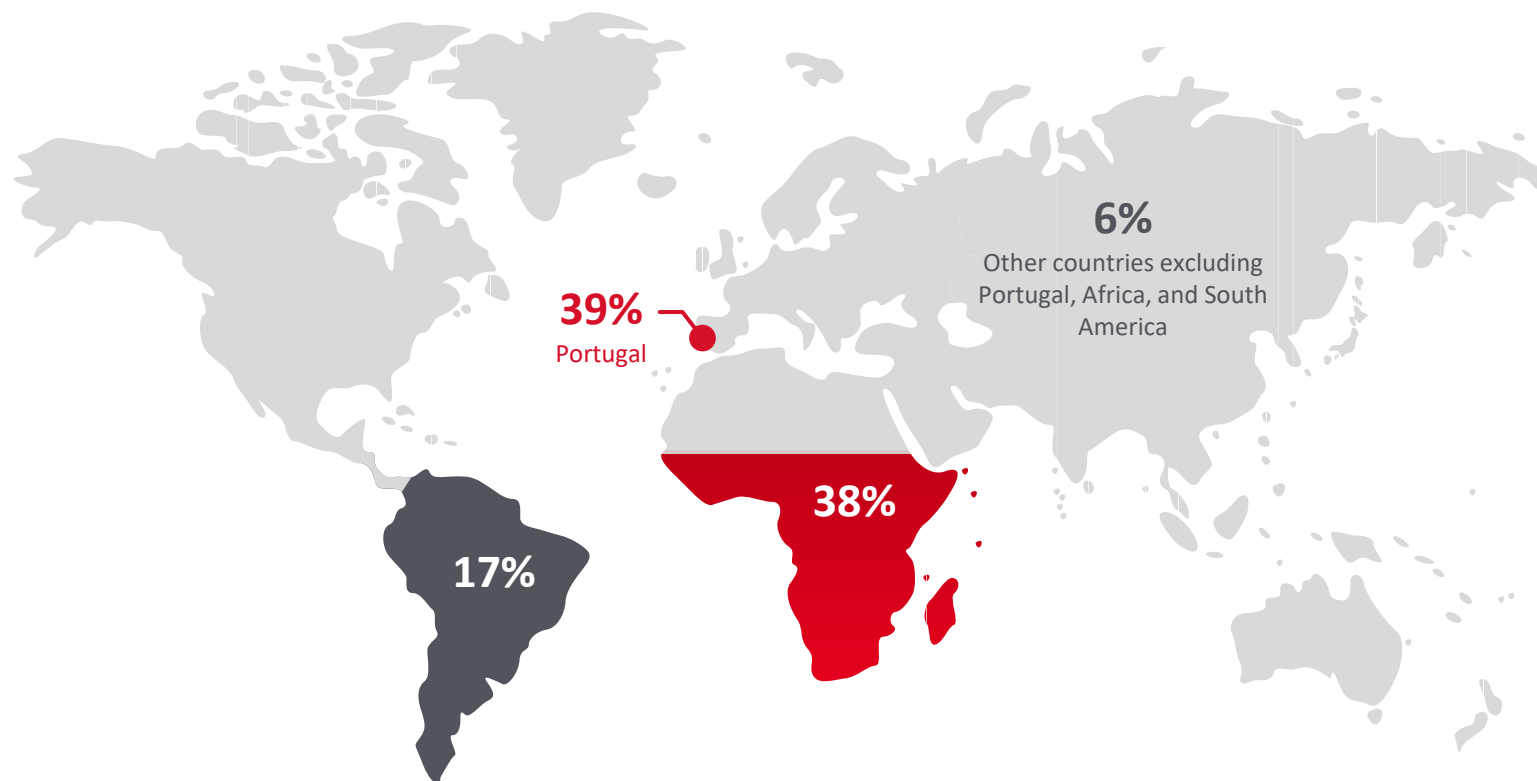 6%
Other countries excluding
Portugal, Africa, and South
America
39%
Portugal
38%
17%